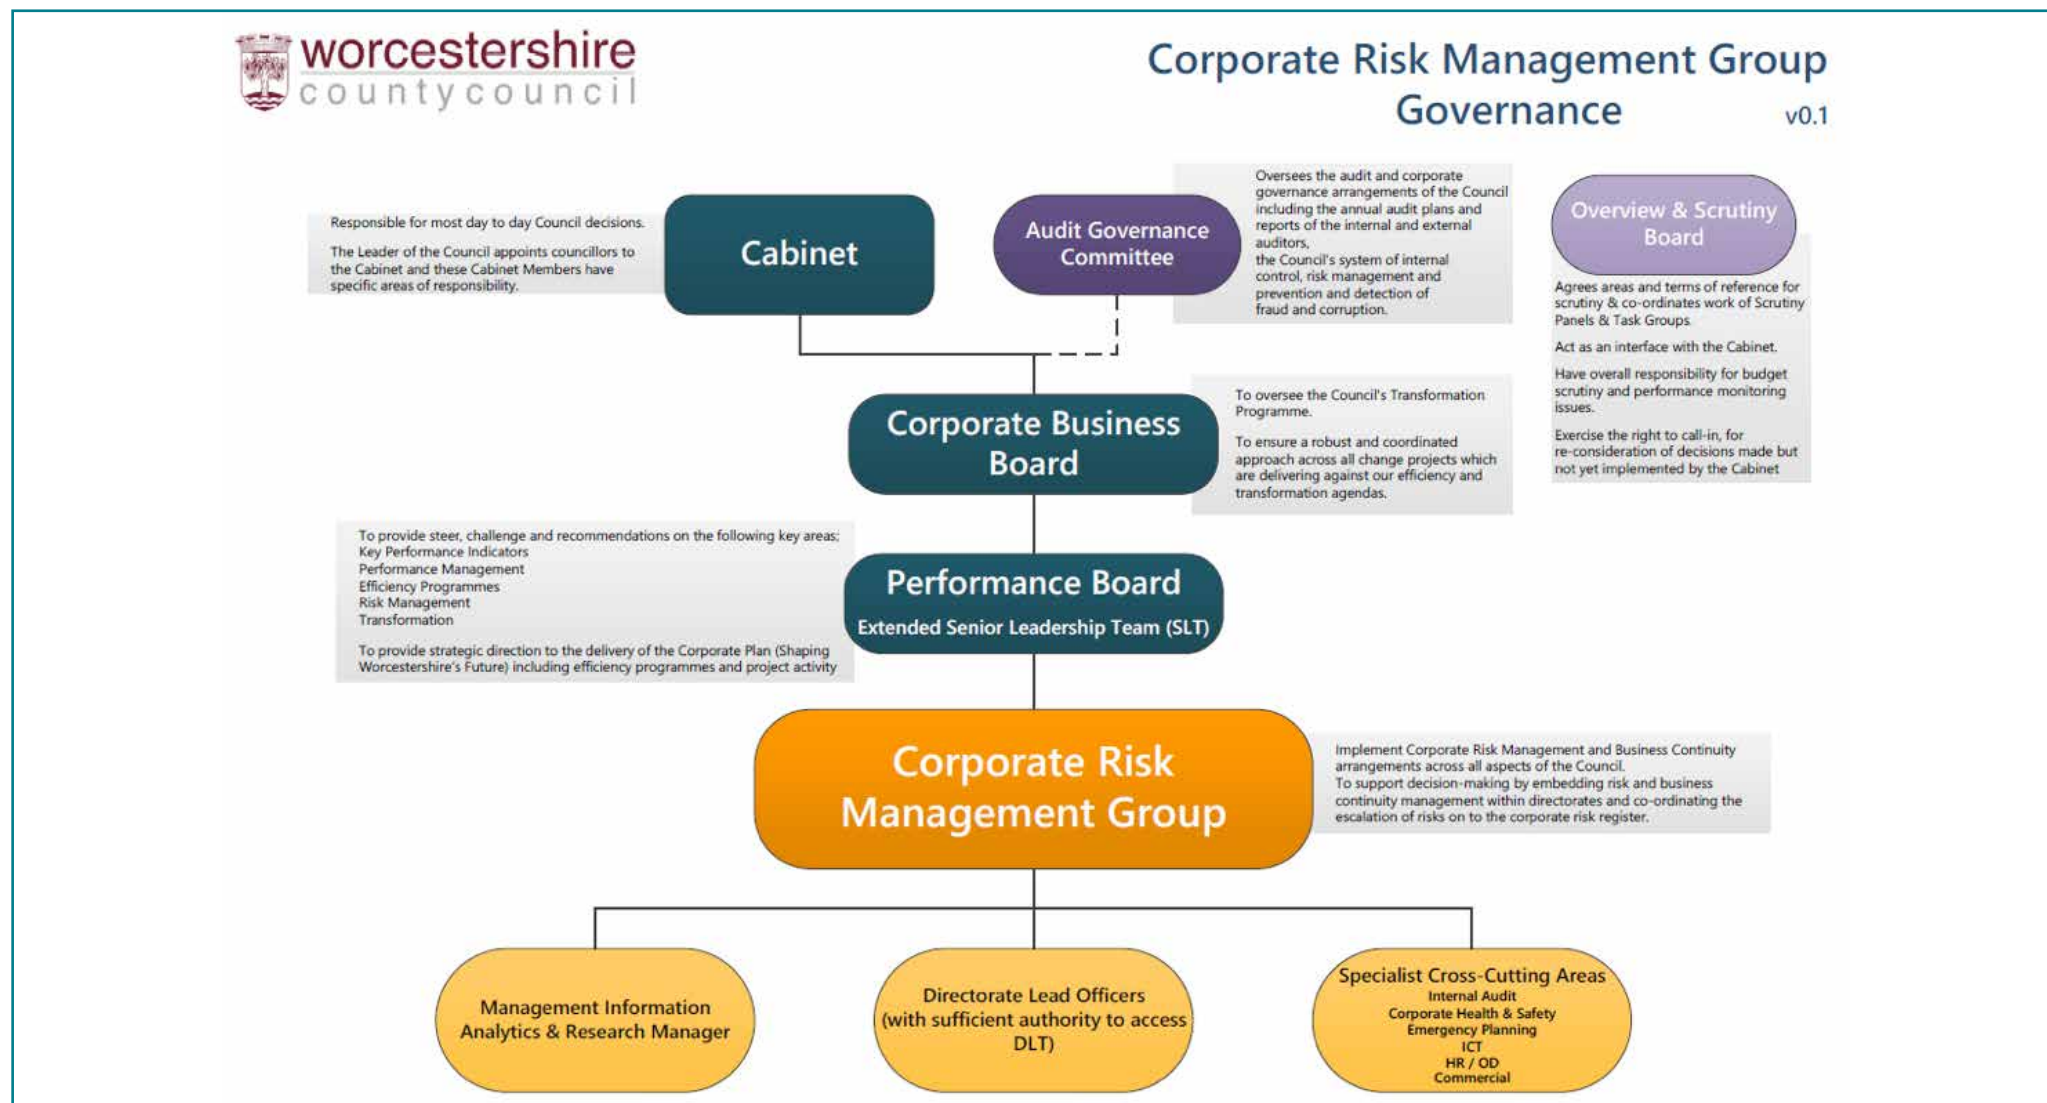 worcestershire
countycouncil
Corporate Risk Management Group
Governance
v0.1
Responsible for most day to day Council decisions.
The Leader of the Council appoints councillors to
the Cabinet and these Cabinet Members have
specific areas of responsibility.
Cabinet
Audit Governance
Committee
Oversees the audit and corporate
governance arrangements of the Council
including the annual audit plans and
reports of the internal and external
auditors,
the Council's system of internal
control, risk management and
prevention and detection of
fraud and corruption.
Overview & Scrutiny
Board
Agrees areas and terms of reference for
scrutiny & co-ordinates work of Scrutiny
Panels & Task Groups
Act as an interface with the Cabinet.
Have overall responsibility for budget
scrutiny and performance monitoring
issues.
Exercise the right to call-in, for
re-consideration of decisions made but
not yet implemented by the Cabinet
Corporate Business
Board
To oversee the Council's Transformation
Programme.
To ensure a robust and coordinated
approach across all change projects which
are delivering against our efficiency and
transformation agendas.
To provide steer, challenge and recommendations on the following key areas:
Key Performance Indicators
Performance Management
Efficiency Programmes
Risk Management
Transformation
To provide strategic direction to the delivery of the Corporate Plan (Shaping
Worcestershire's Future) including efficiency programmes and project activity
Performance Board
Extended Senior Leadership Team (SLT)
Corporate Risk
Management Group
Implement Corporate Risk Management and Business Continuity
arrangements across all aspects of the Council.
To support decision-making by embedding risk and business
continuity management within directorates and co-ordinating the
escalation of risks on to the corporate risk register.
Management Information
Analytics & Research Manager
Directorate Lead Officers
(with sufficient authority to access
DLT)
Specialist Cross-Cutting Areas
Internal Audit
Corporate Health & Safety
Emergency Planning
ICT
HR / OD
Commercial